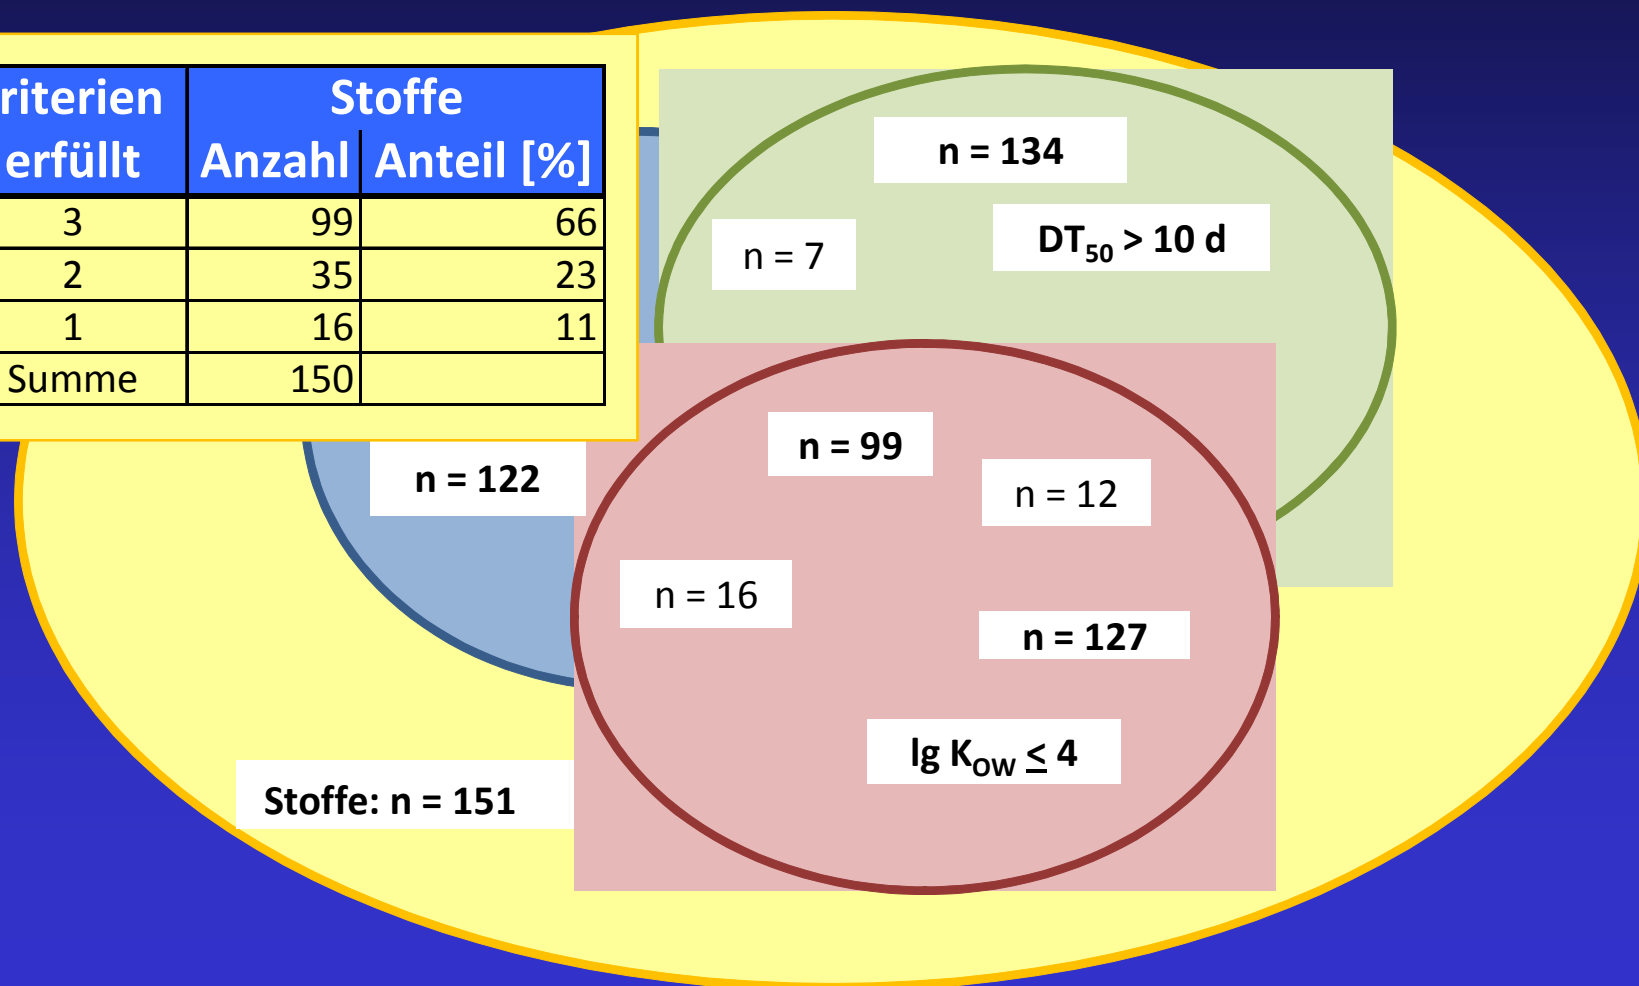 riterien Stoffe
erfüllt Anzahl Anteil [%]
3 99 66
2 35 23
1 16 11
Summe 150
n = 134
DT50 > 10 d
n = 7
n = 99
n = 122
n = 12
n = 16
n = 127
lg KOW ≤ 4
Stoffe: n = 151